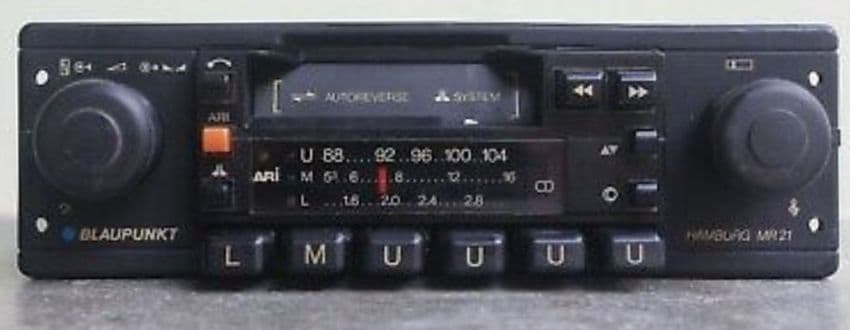 AUTOREVERSE SYSTEM
ARI
U 88....92..96..100..104
ARi M 5³..6....8......12......16
L ...1.6...2.0..2.4...2.8...
BLAUPUNKT
HAMBURG MR 21
L M U U U U